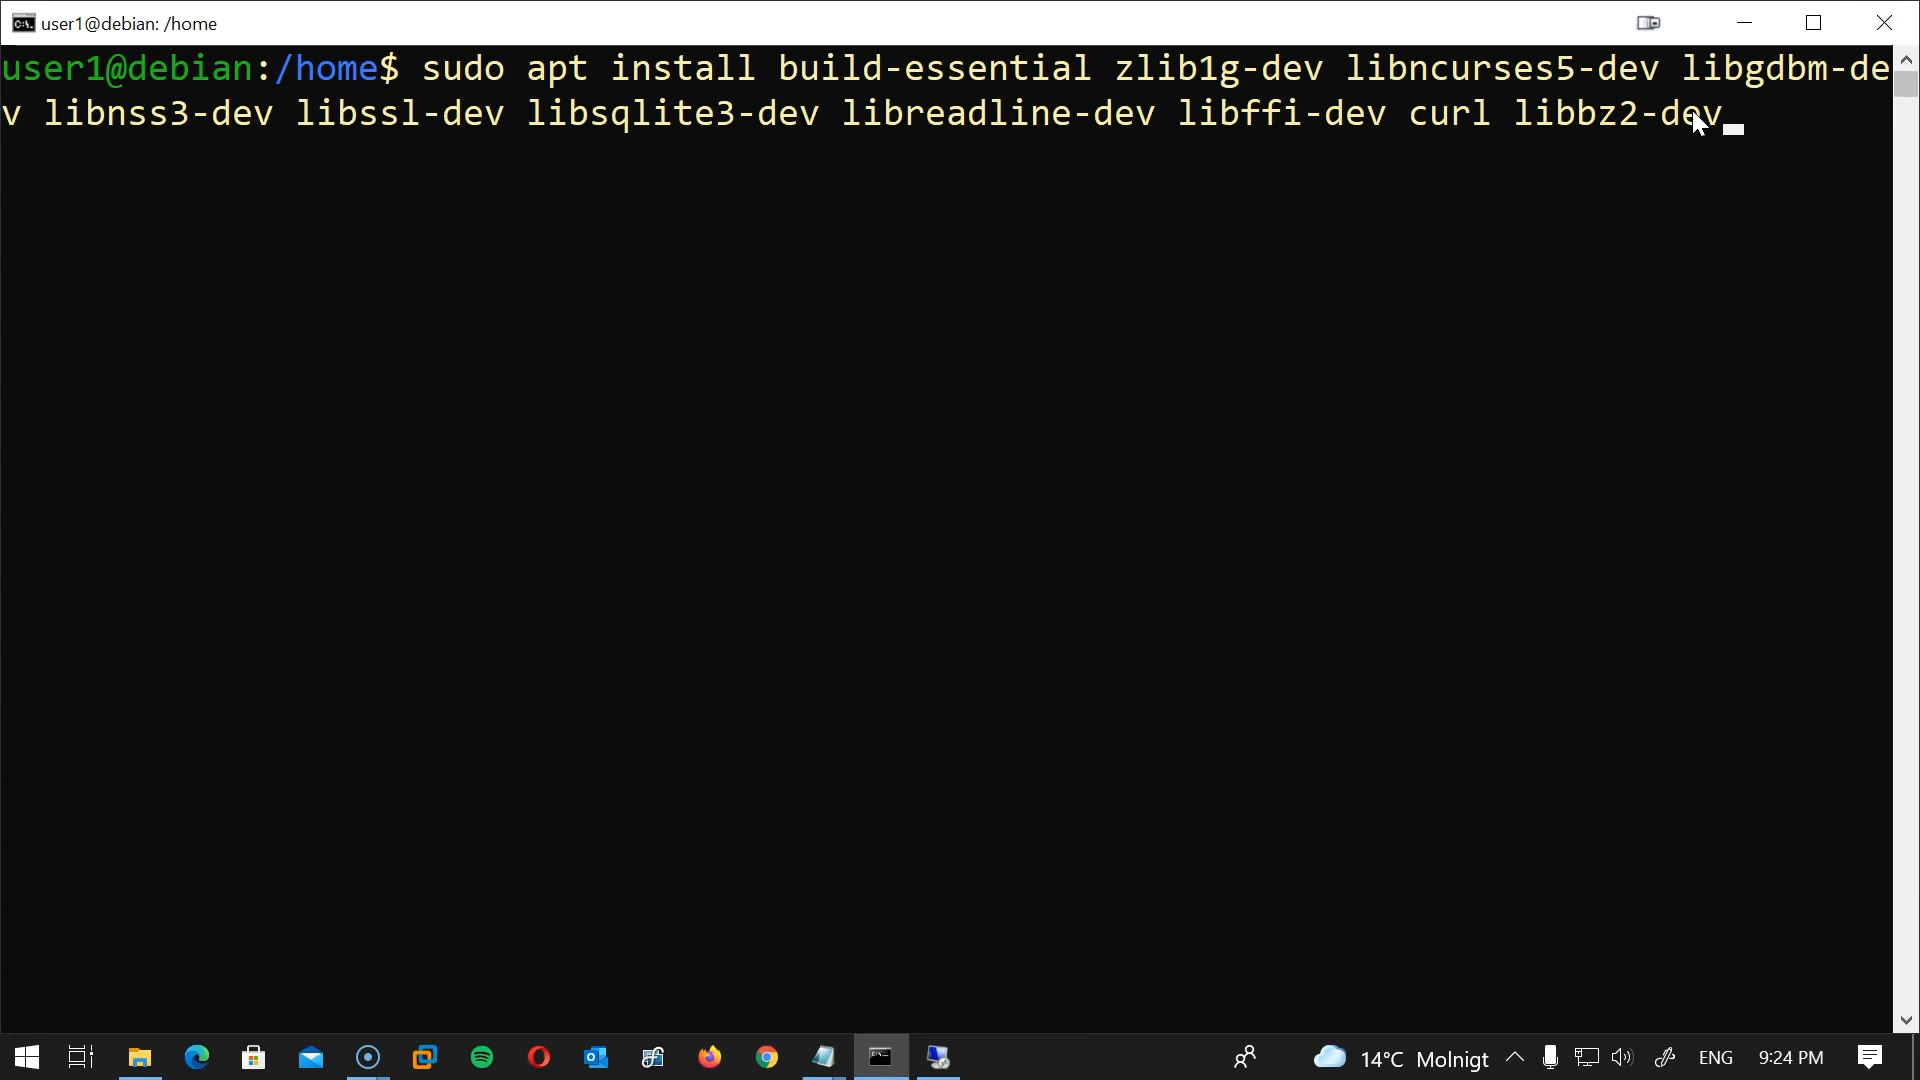 user1@debian: /home
user1@debian:/home$ sudo apt install build-essential zlib1g-dev libncurses5-dev libgdbm-de
v libnss3-dev libssl-dev libsqlite3-dev libreadline-dev libffi-dev curl libbz2-dev
14°C Molnigt ENG 9:24 PM